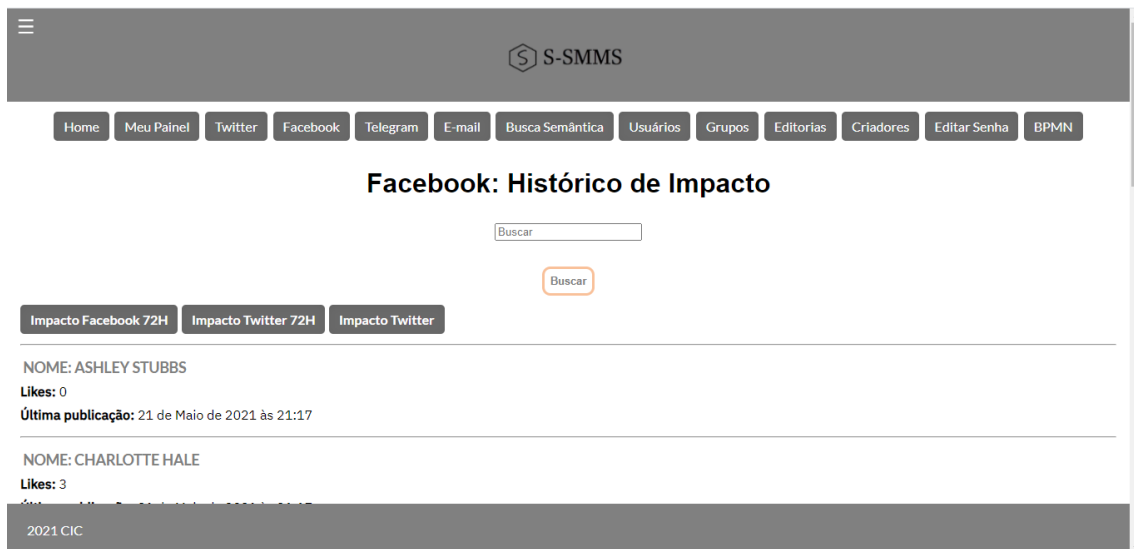 ☰
S-SMMS
Home Meu Painel Twitter Facebook Telegram E-mail Busca Semântica Usuários Grupos Editorias Criadores Editar Senha BPMN
Facebook: Histórico de Impacto
Buscar
Buscar
Impacto Facebook 72H Impacto Twitter 72H Impacto Twitter
NOME: ASHLEY STUBBS
Likes: 0
Última publicação: 21 de Maio de 2021 às 21:17
NOME: CHARLOTTE HALE
Likes: 3
2021 CIC